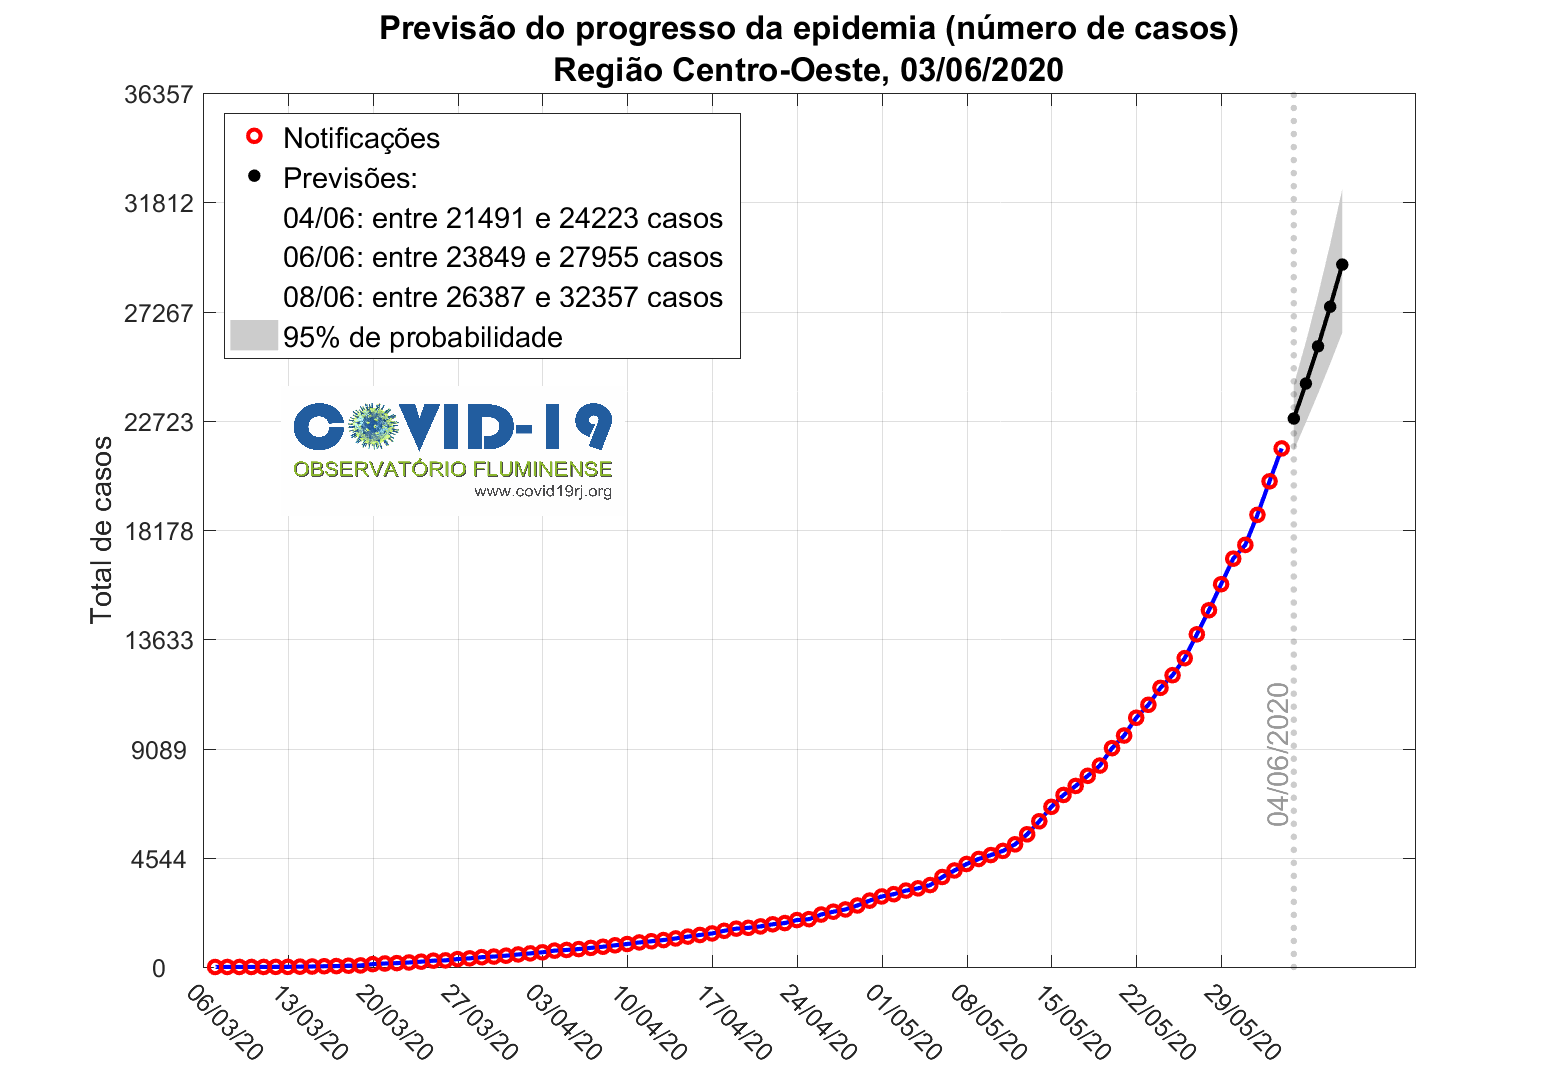 Previsão do progresso da epidemia (número de casos)
Região Centro-Oeste, 03/06/2020
36357
31812
27267
22723
18178
13633
9089
4544
0
Total de casos
Notificações
Previsões:
04/06: entre 21491 e 24223 casos
06/06: entre 23849 e 27955 casos
08/06: entre 26387 e 32357 casos
95% de probabilidade
COVID-19
OBSERVATÓRIO FLUMINENSE
www.covid19rj.org
04/06/2020
06/03/20
13/03/20
20/03/20
27/03/20
03/04/20
10/04/20
17/04/20
24/04/20
01/05/20
08/05/20
15/05/20
22/05/20
29/05/20